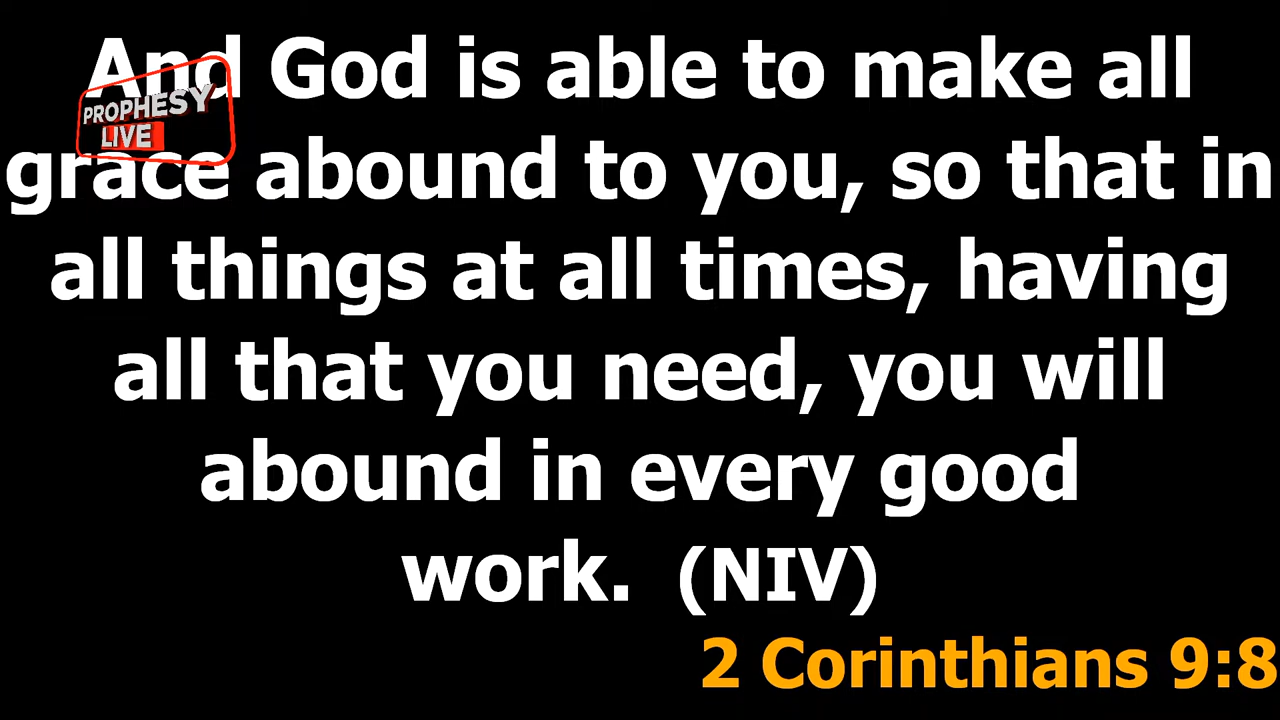 And God is able to make all
PROPHESY
LIVE
grace abound to you, so that in
all things at all times, having
all that you need, you will
abound in every good
work. (NIV)
2 Corinthians 9:8